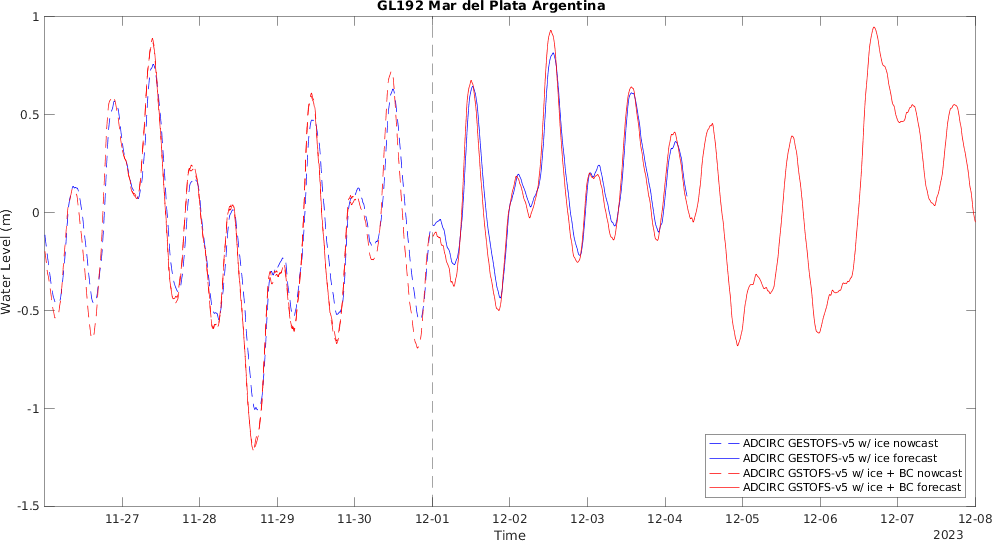 GL192 Mar del Plata Argentina
1
0.5
0
-0.5
-1
-1.5
Water Level (m)
ADCIRC GESTOFS-v5 w/ ice nowcast
ADCIRC GESTOFS-v5 w/ ice forecast
ADCIRC GSTOFS-v5 w/ ice + BC nowcast
ADCIRC GSTOFS-v5 w/ ice + BC forecast
11-27 11-28 11-29 11-30 12-01 12-02 12-03 12-04 12-05 12-06 12-07 12-08
Time
2023